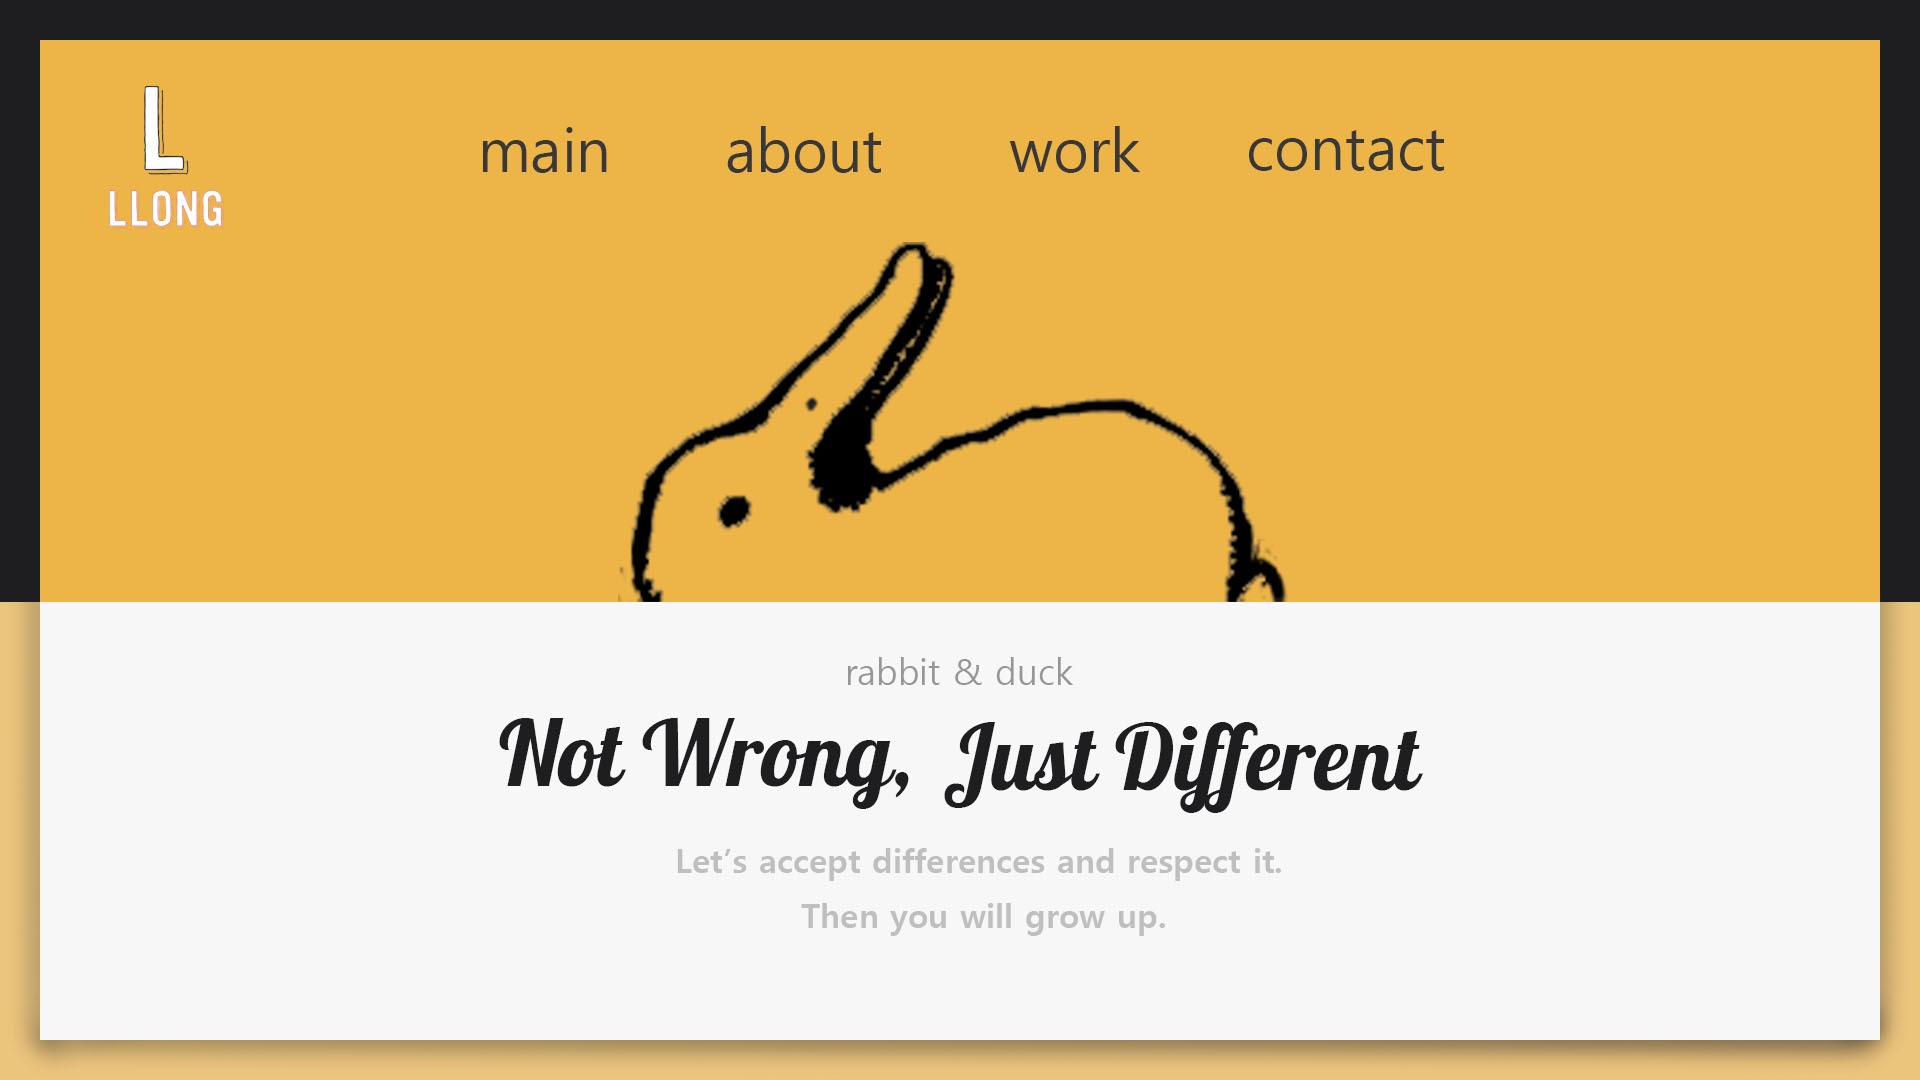 L
LLONG
main about work contact
rabbit & duck
Not Wrong, Just Different
Let’s accept differences and respect it.
Then you will grow up.